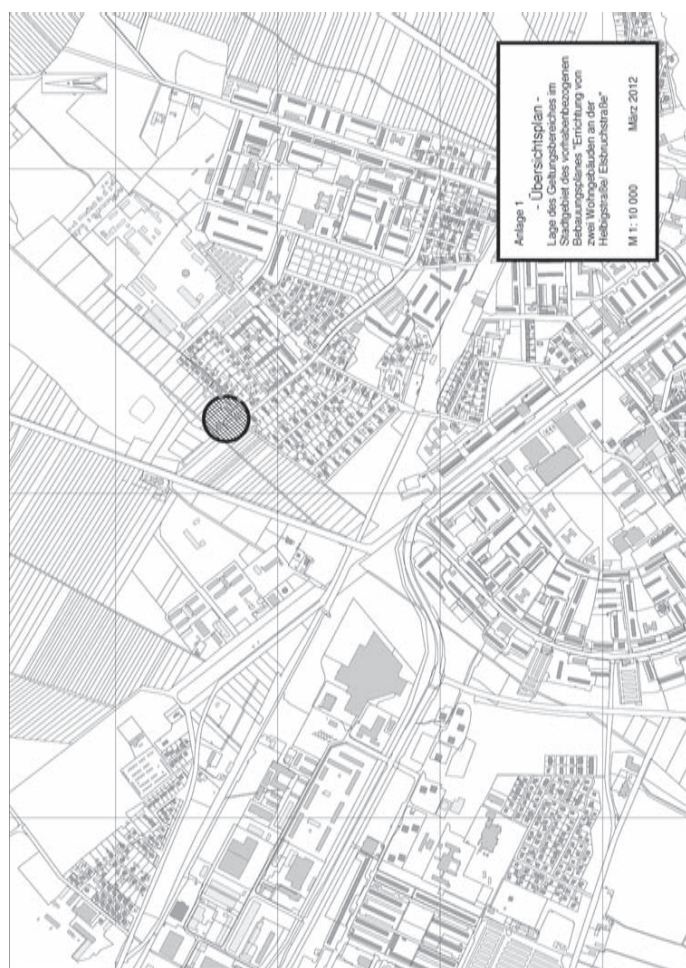 Anlage 1
- Übersichtsplan -
Lage des Geltungsbereiches im
Stadtgebiet des vorhabenbezogenen
Bebauungsplanes "Errichtung von
zwei Wohngebäuden an der
Helbigstraße/ Elsbruchstraße"
M 1: 10 000 März 2012